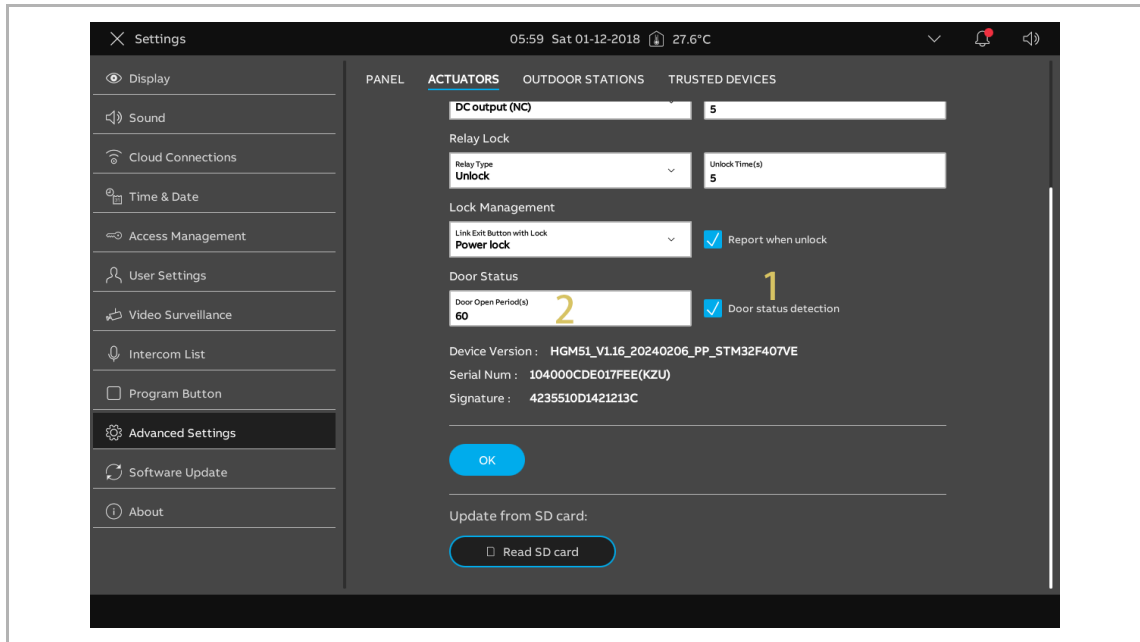 Settings
05:59 Sat 01-12-2018 27.6°C
Display
Sound
Cloud Connections
Time & Date
Access Management
User Settings
Video Surveillance
Intercom List
Program Button
Advanced Settings
Software Update
About
PANEL ACTUATORS OUTDOOR STATIONS TRUSTED DEVICES
DC output (NC)
5
Relay Lock
Relay Type
Unlock
Unlock Time(s)
5
Lock Management
Link Exit Button with Lock
Power lock
Report when unlock
Door Status
1
Door Open Period(s)
60
2
Door status detection
Device Version : HGM51_V1.16_20240206_PP_STM32F407VE
Serial Num : 104000CDE017FEE(KZU)
Signature : 4235510D1421213C
OK
Update from SD card:
Read SD card